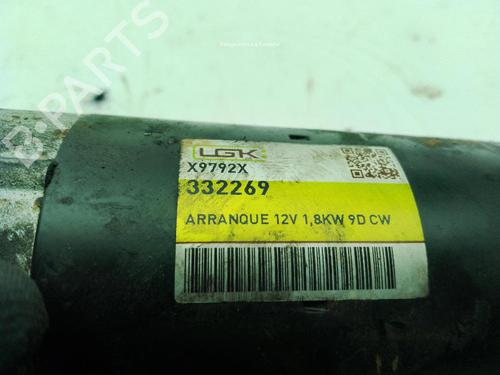 LGK
X9792X
332269
ARRANQUE 12V 1,8KW 9D CW
B-PARTS